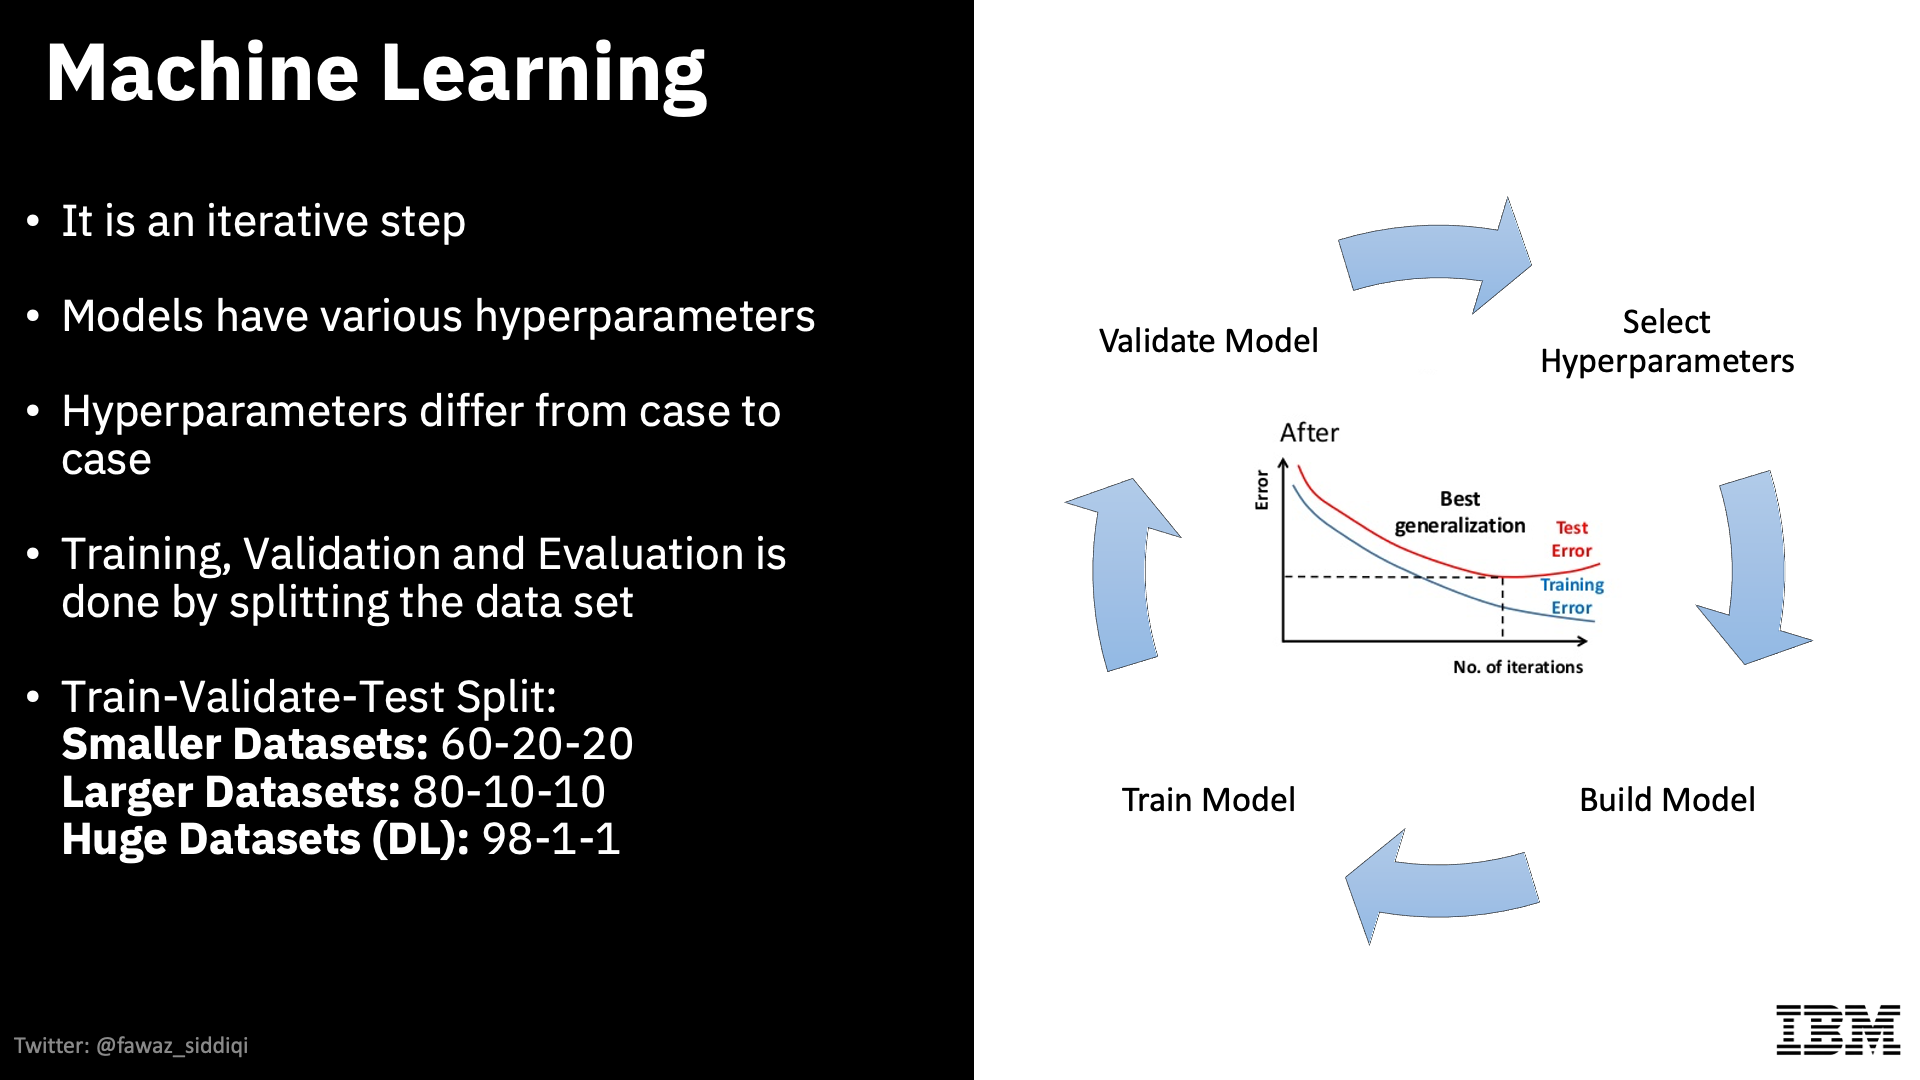 Machine Learning
• It is an iterative step
• Models have various hyperparameters
• Hyperparameters differ from case to
case
• Training, Validation and Evaluation is
done by splitting the data set
• Train-Validate-Test Split:
Smaller Datasets: 60-20-20
Larger Datasets: 80-10-10
Huge Datasets (DL): 98-1-1
Twitter: @fawaz_siddiqi
Validate Model
Select
Hyperparameters
After
Error
Best
generalization
Test
Error
Training
Error
No. of iterations
Train Model
Build Model
IBM